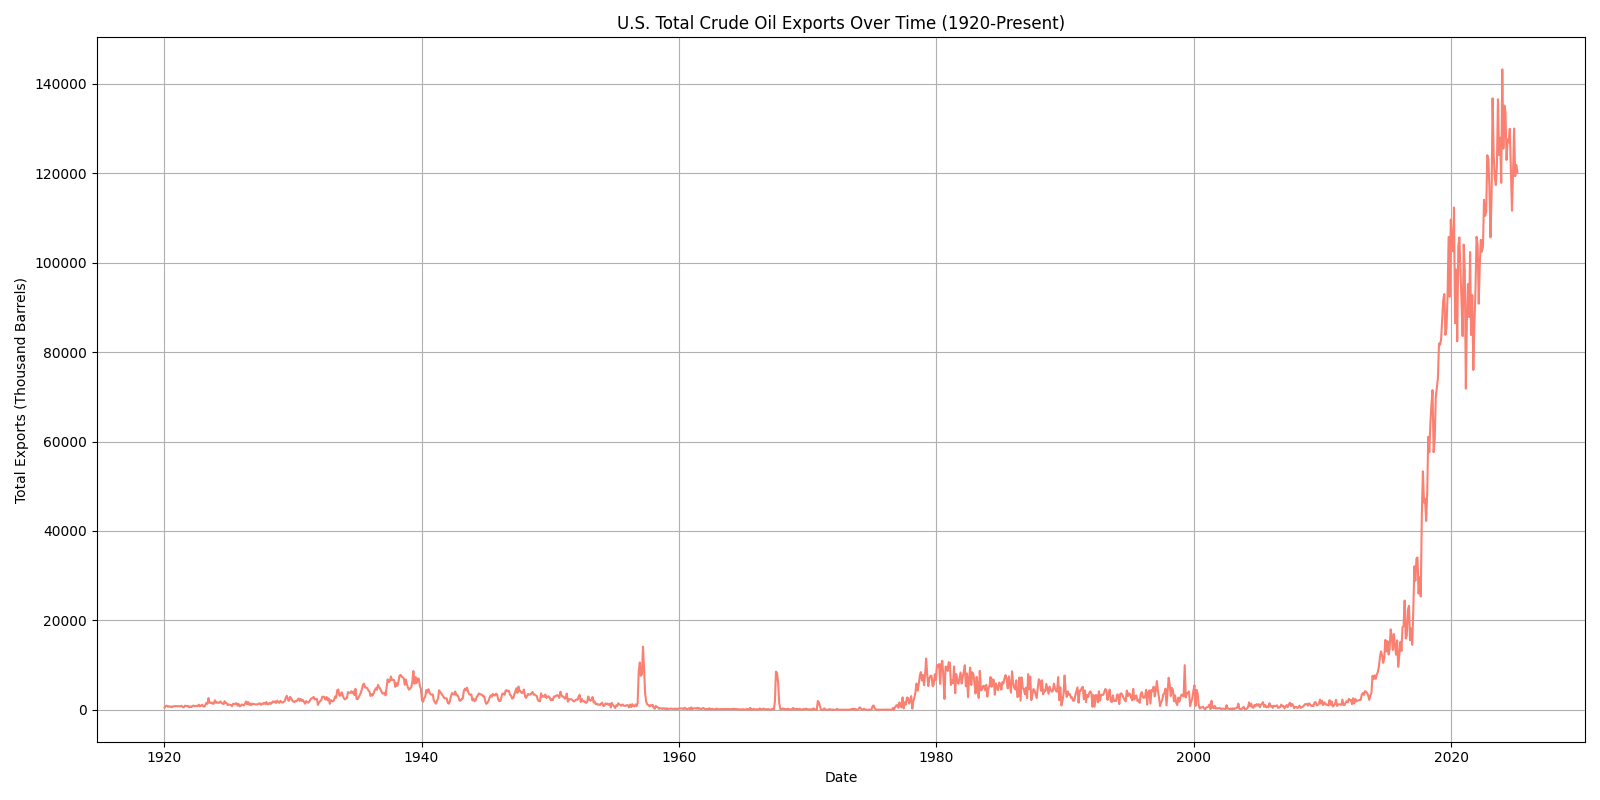 U.S. Total Crude Oil Exports Over Time (1920-Present)
Total Exports (Thousand Barrels)
140000
120000
100000
80000
60000
40000
20000
0
1920 1940 1960 1980 2000 2020
Date